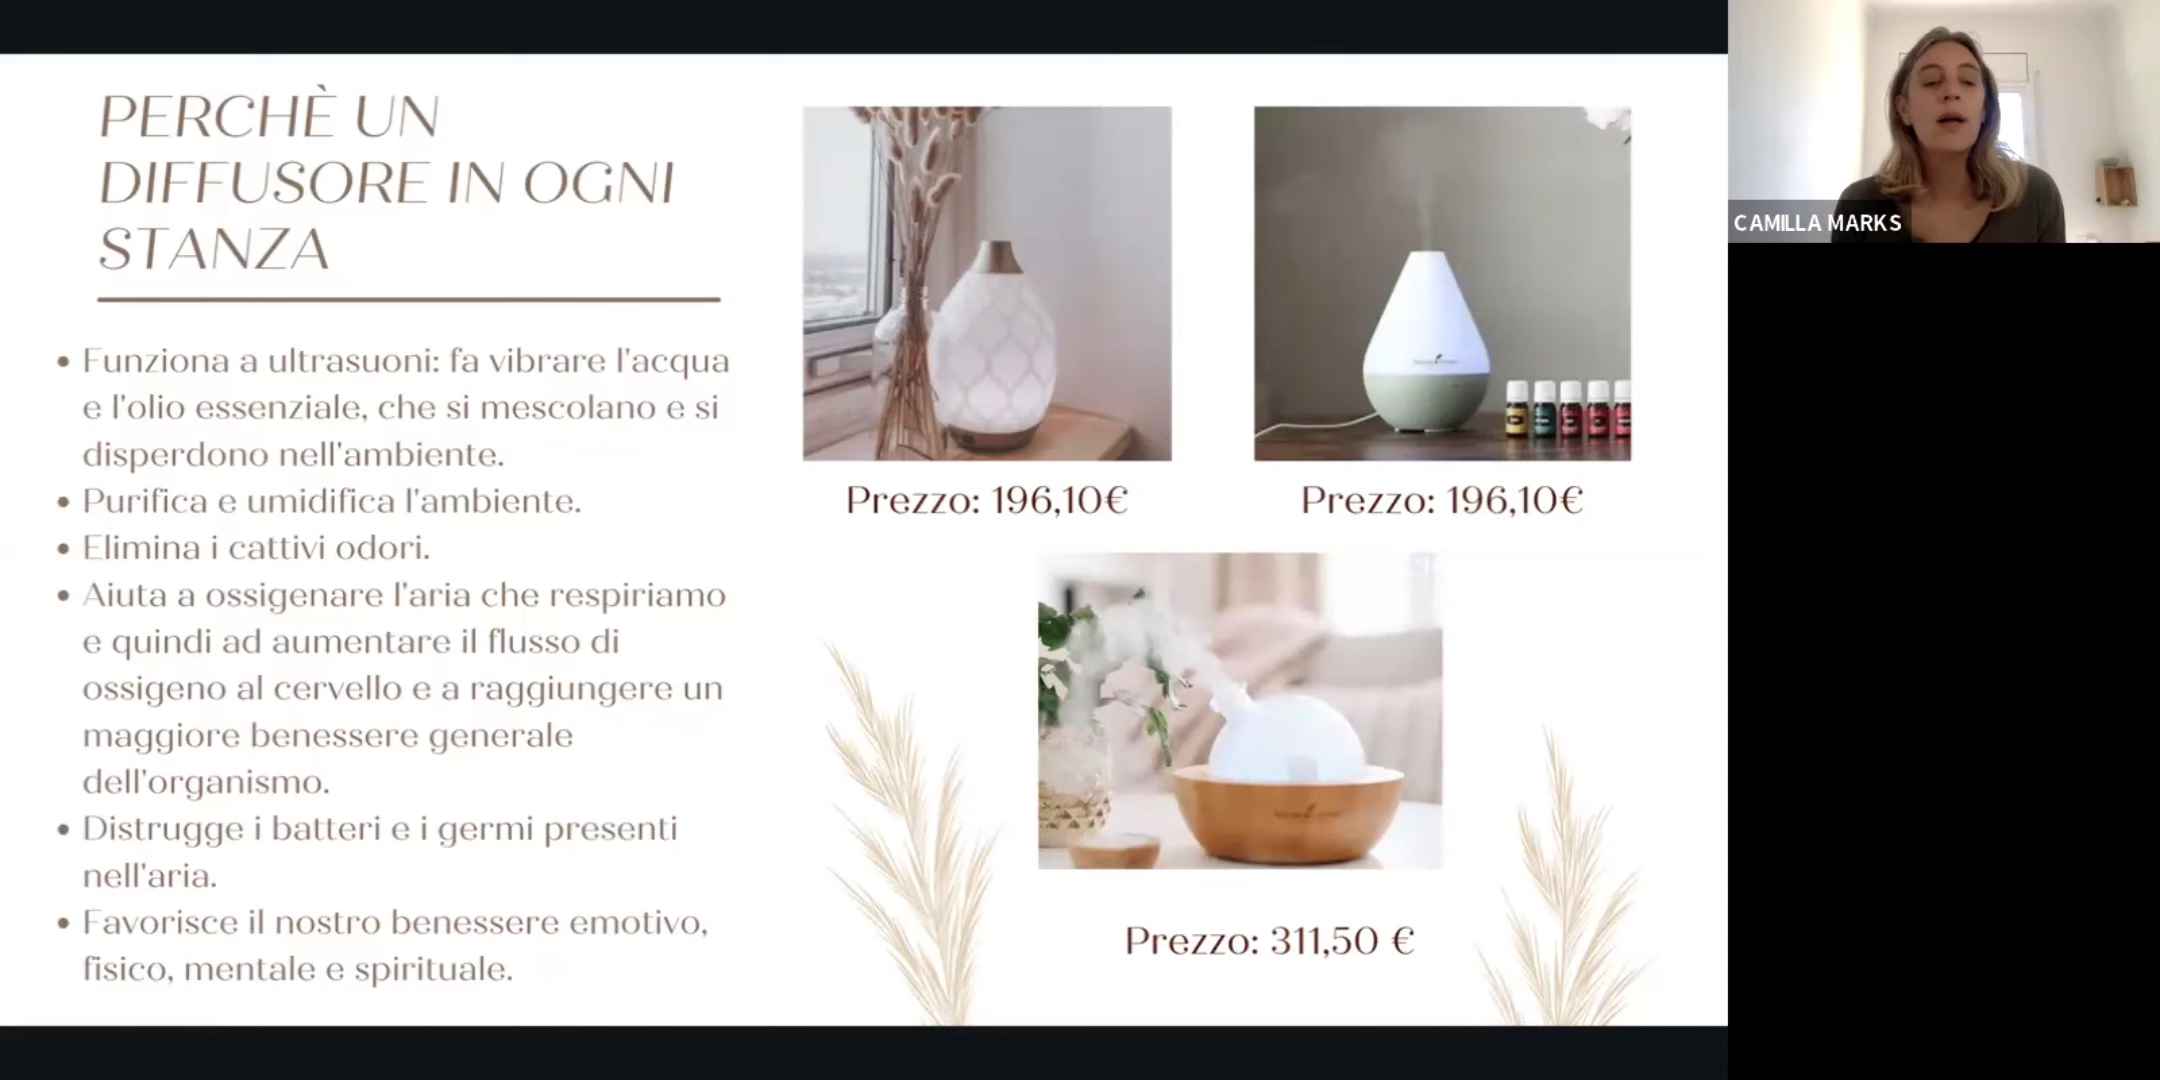 PERCHÈ UN
DIFFUSORE IN OGNI
STANZA
• Funziona a ultrasuoni: fa vibrare l'acqua
e l'olio essenziale, che si mescolano e si
disperdono nell'ambiente.
• Purifica e umidifica l'ambiente.
• Elimina i cattivi odori.
• Aiuta a ossigenare l'aria che respiriamo
e quindi ad aumentare il flusso di
ossigeno al cervello e a raggiungere un
maggiore benessere generale
dell'organismo.
• Distrugge i batteri e i germi presenti
nell'aria.
• Favorisce il nostro benessere emotivo,
fisico, mentale e spirituale.
Prezzo: 196,10€
Prezzo: 196,10€
Prezzo: 311,50 €
CAMILLA MARKS